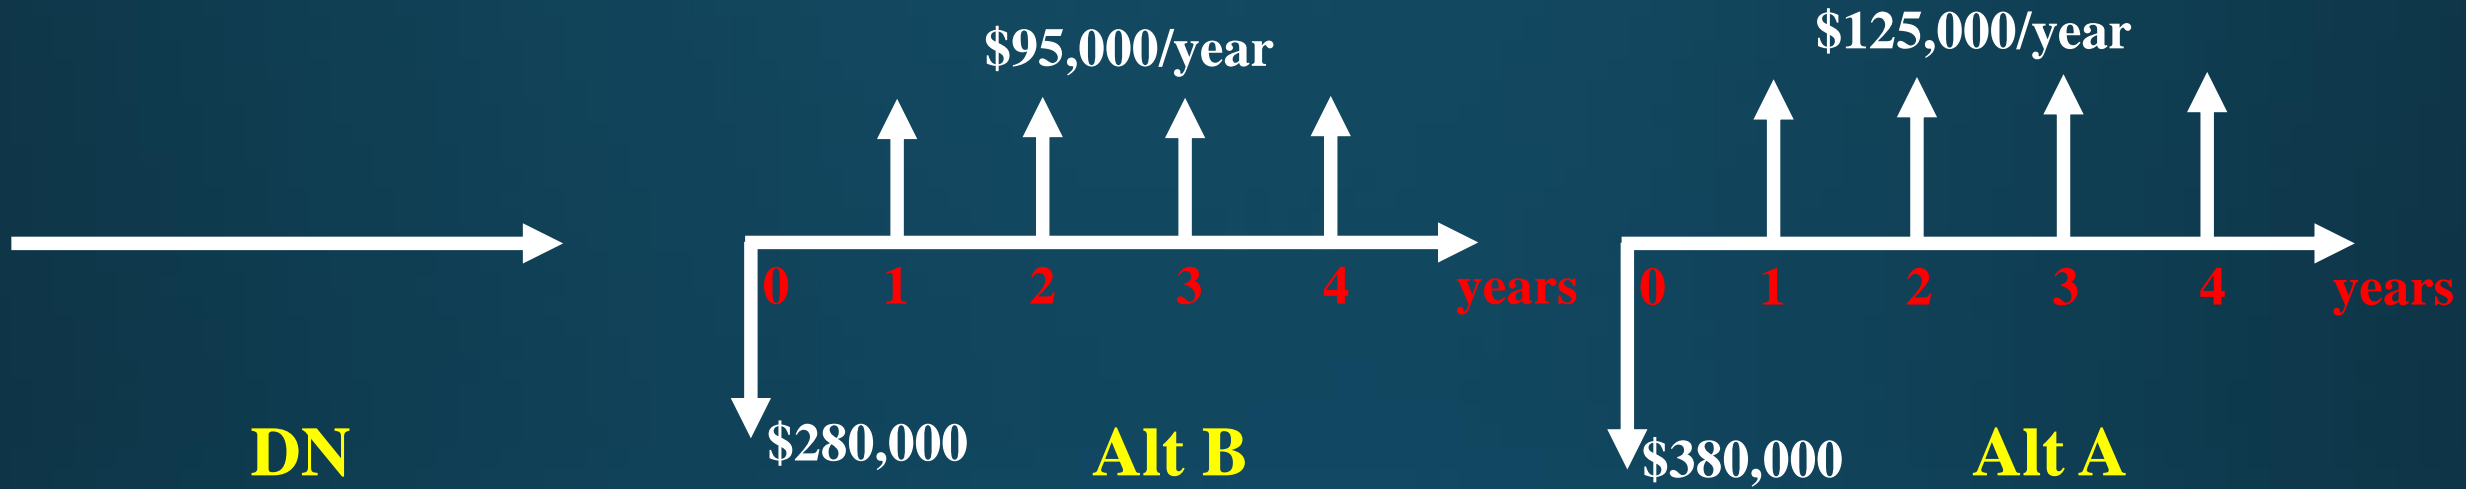 DN
$95,000/year
0 1 2 3 4 years
$280,000
Alt B
$125,000/year
0 1 2 3 4 years
$380,000
Alt A